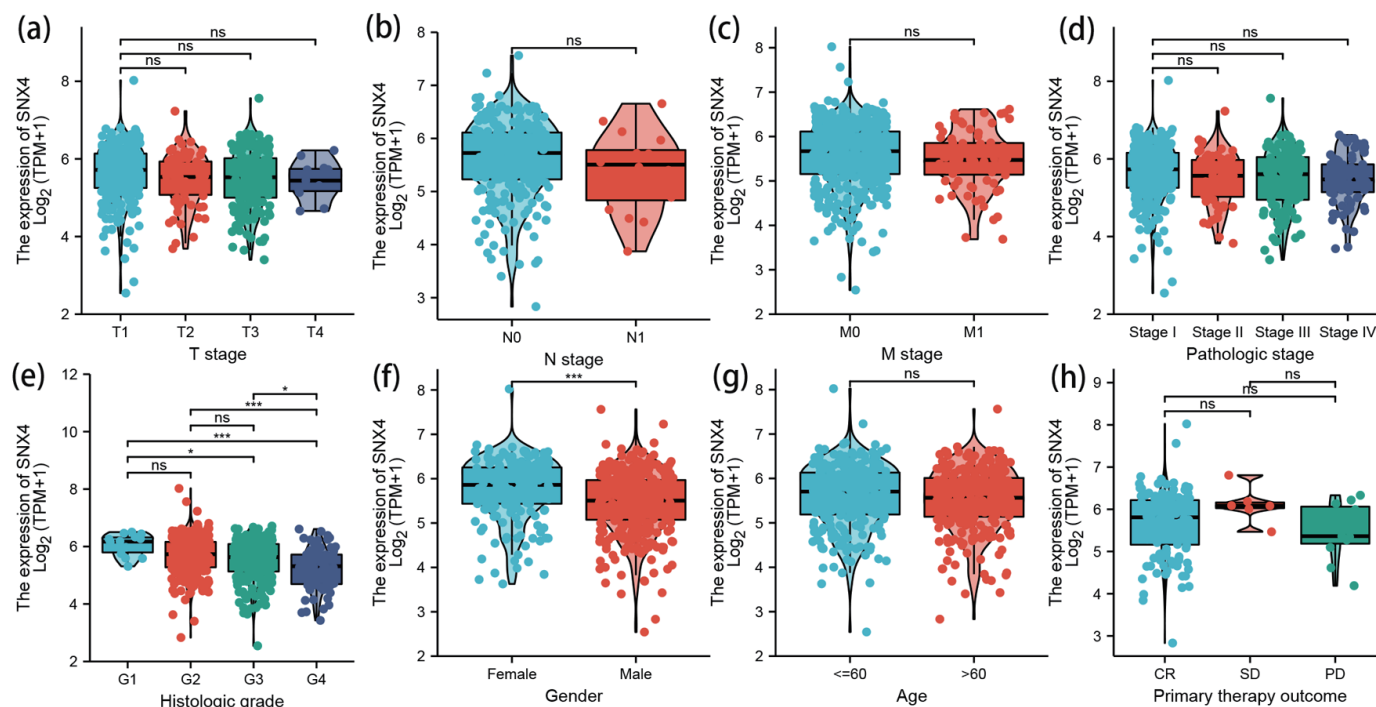 (a)
The expression of SNX4
Log2 (TPM+1)
8
6
4
2
ns
ns
ns
T1 T2 T3 T4
T stage
(b)
The expression of SNX4
Log2 (TPM+1)
8
7
6
5
4
3
ns
N0 N1
N stage
(c)
The expression of SNX4
Log2 (TPM+1)
8
7
6
5
4
3
2
ns
M0 M1
M stage
(d)
The expression of SNX4
Log2 (TPM+1)
8
6
4
2
ns
ns
ns
Stage I Stage II Stage III Stage IV
Pathologic stage
(e)
The expression of SNX4
Log2 (TPM+1)
12
10
8
6
4
2
*
***
ns
***
*
ns
G1 G2 G3 G4
Histologic grade
(f)
The expression of SNX4
Log2 (TPM+1)
8
7
6
5
4
3
2
***
Female Male
Gender
(g)
The expression of SNX4
Log2 (TPM+1)
8
7
6
5
4
3
2
ns
<=60 >60
Age
(h)
The expression of SNX4
Log2 (TPM+1)
9
8
7
6
5
4
3
ns
ns
ns
CR SD PD
Primary therapy outcome